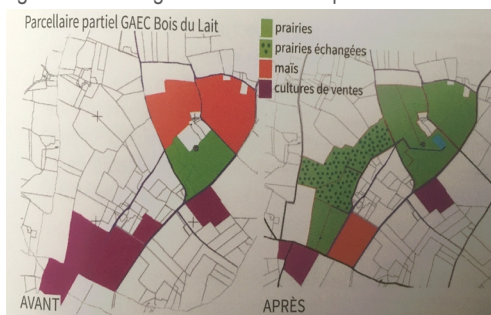 Parcellaire partiel GAEC Bois du Lait
prairies
prairies échangées
maïs
cultures de ventes
AVANT
APRÈS